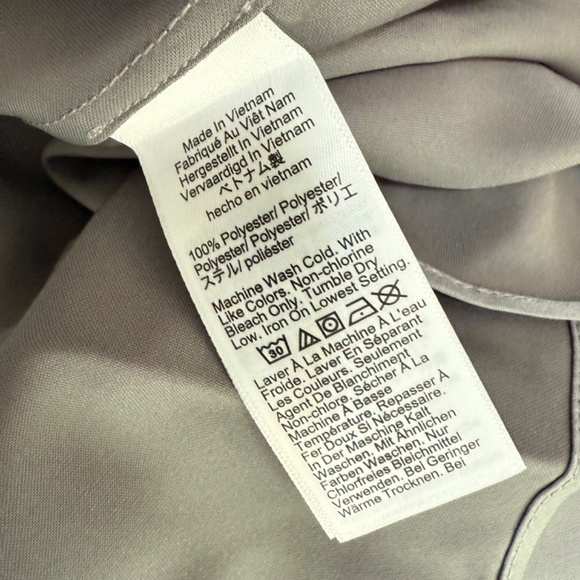 Made In Vietnam
Fabriqué Au Viêt Nam
Hergestellt In Vietnam
Vervaardigd In Vietnam
ベトナム製
hecho en vietnam
100% Polyester/ Polyester/
Polyester/ Polyester/ ポリエ
ステル/ poliéster
Machine Wash Cold. With
Like Colors. Non-chlorine
Bleach Only. Tumble Dry
Low. Iron On Lowest Setting.
30
Laver À La Machine À L'eau
Froide. Laver En Séparant
Les Couleurs. Seulement
Agent De Blanchiment
Non-chlore. Sécher À La
Machine À Basse
Température. Repasser À
Fer Doux Si Nécessaire.
In Der Maschine Kalt
Waschen. Mit Ähnlichen
Farben Waschen. Nur
Chlorfreies Bleichmittel
Verwenden. Bei Geringer
Wärme Trocknen. Bei